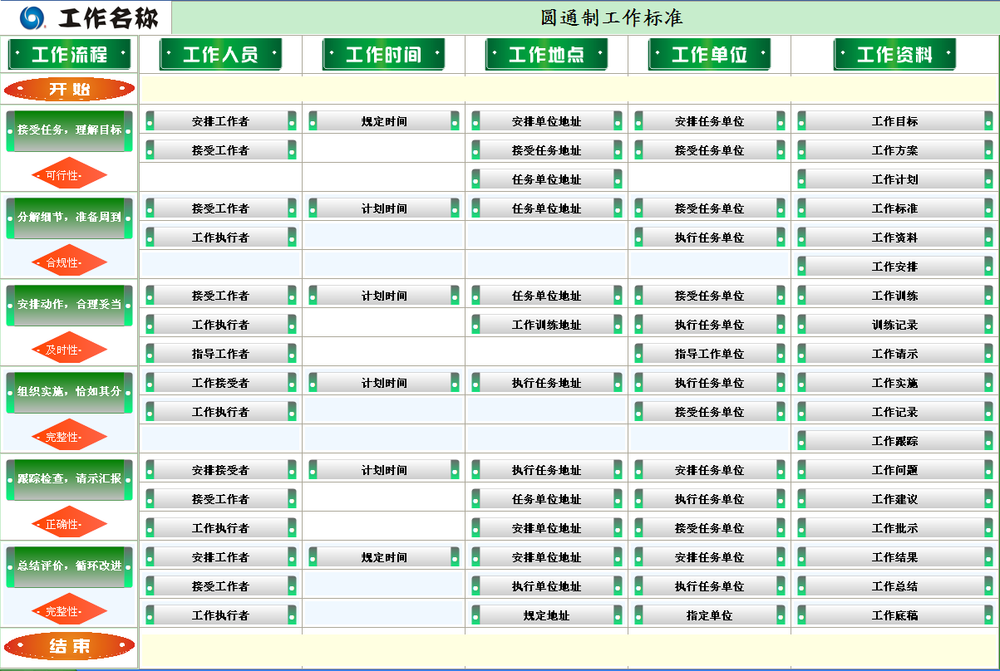 工作名称
圆通制工作标准
工作流程 工作人员 工作时间 工作地点 工作单位 工作资料
开始
接受任务，理解目标 安排工作者 规定时间 安排单位地址 安排任务单位 工作目标
接受工作者 接受任务地址 接受任务单位 工作方案
可行性 任务单位地址 工作计划
分解细节，准备周到 接受工作者 计划时间 任务单位地址 接受任务单位 工作标准
工作执行者 执行任务单位 工作资料
合规性 工作安排
安排动作，合理妥当 接受工作者 计划时间 任务单位地址 接受任务单位 工作训练
工作执行者 工作训练地址 执行任务单位 训练记录
及时性 指导工作者 指导工作单位 工作请示
组织实施，恰如其分 工作接受者 计划时间 执行任务地址 执行任务单位 工作实施
工作执行者 接受任务单位 工作记录
完整性 工作跟踪
跟踪检查，请示汇报 安排接受者 计划时间 执行任务地址 安排任务单位 工作问题
接受工作者 任务单位地址 执行任务单位 工作建议
正确性 工作执行者 安排单位地址 接受任务单位 工作批示
总结评价，循环改进 安排工作者 规定时间 安排单位地址 安排任务单位 工作结果
接受工作者 执行单位地址 执行任务单位 工作总结
完整性 工作执行者 规定地址 指定单位 工作底稿
结束